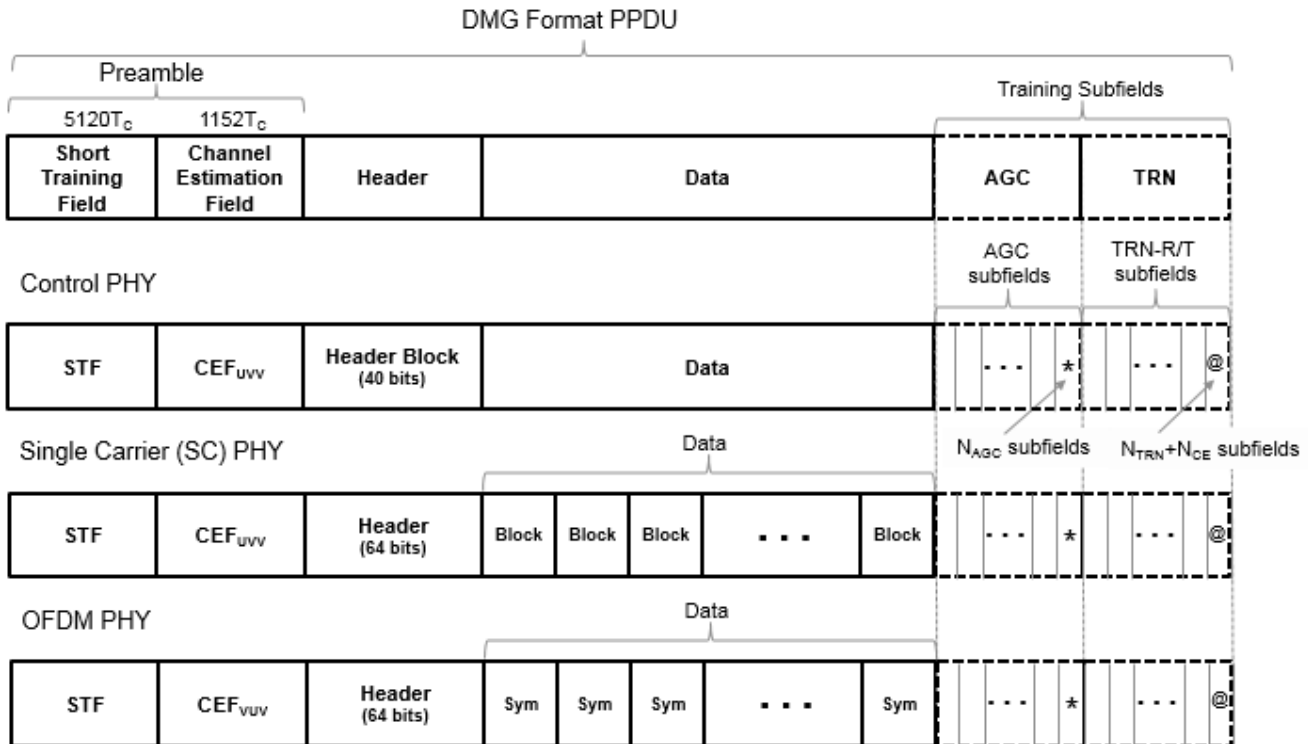 DMG Format PPDU
Preamble
Training Subfields
5120Tc 1152Tc
Short Training Field
Channel Estimation Field
Header
Data
AGC
TRN
AGC subfields
TRN-R/T subfields
Control PHY
STF
CEFUVV
Header Block (40 bits)
Data
- - -
*
- - -
@
NAGC subfields
NTRN+NCE subfields
Single Carrier (SC) PHY
Data
STF
CEFUVV
Header (64 bits)
Block
Block
Block
- - -
Block
- - -
*
- - -
@
OFDM PHY
Data
STF
CEFVUV
Header (64 bits)
Sym
Sym
Sym
- - -
Sym
- - -
*
- - -
@